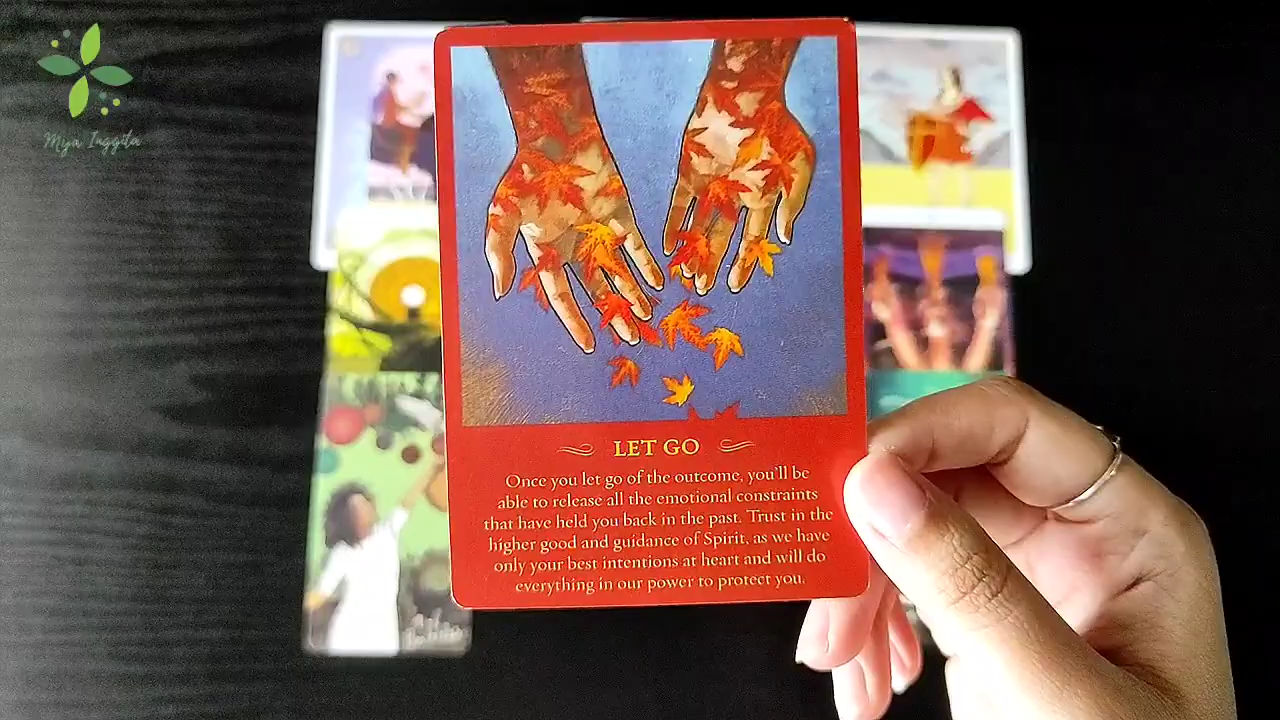 Mya Inggita
LET GO
Once you let go of the outcome, you'll be
able to release all the emotional constraints
that have held you back in the past. Trust in the
higher good and guidance of Spirit, as we have
only your best intentions at heart and will do
everything in our power to protect you.